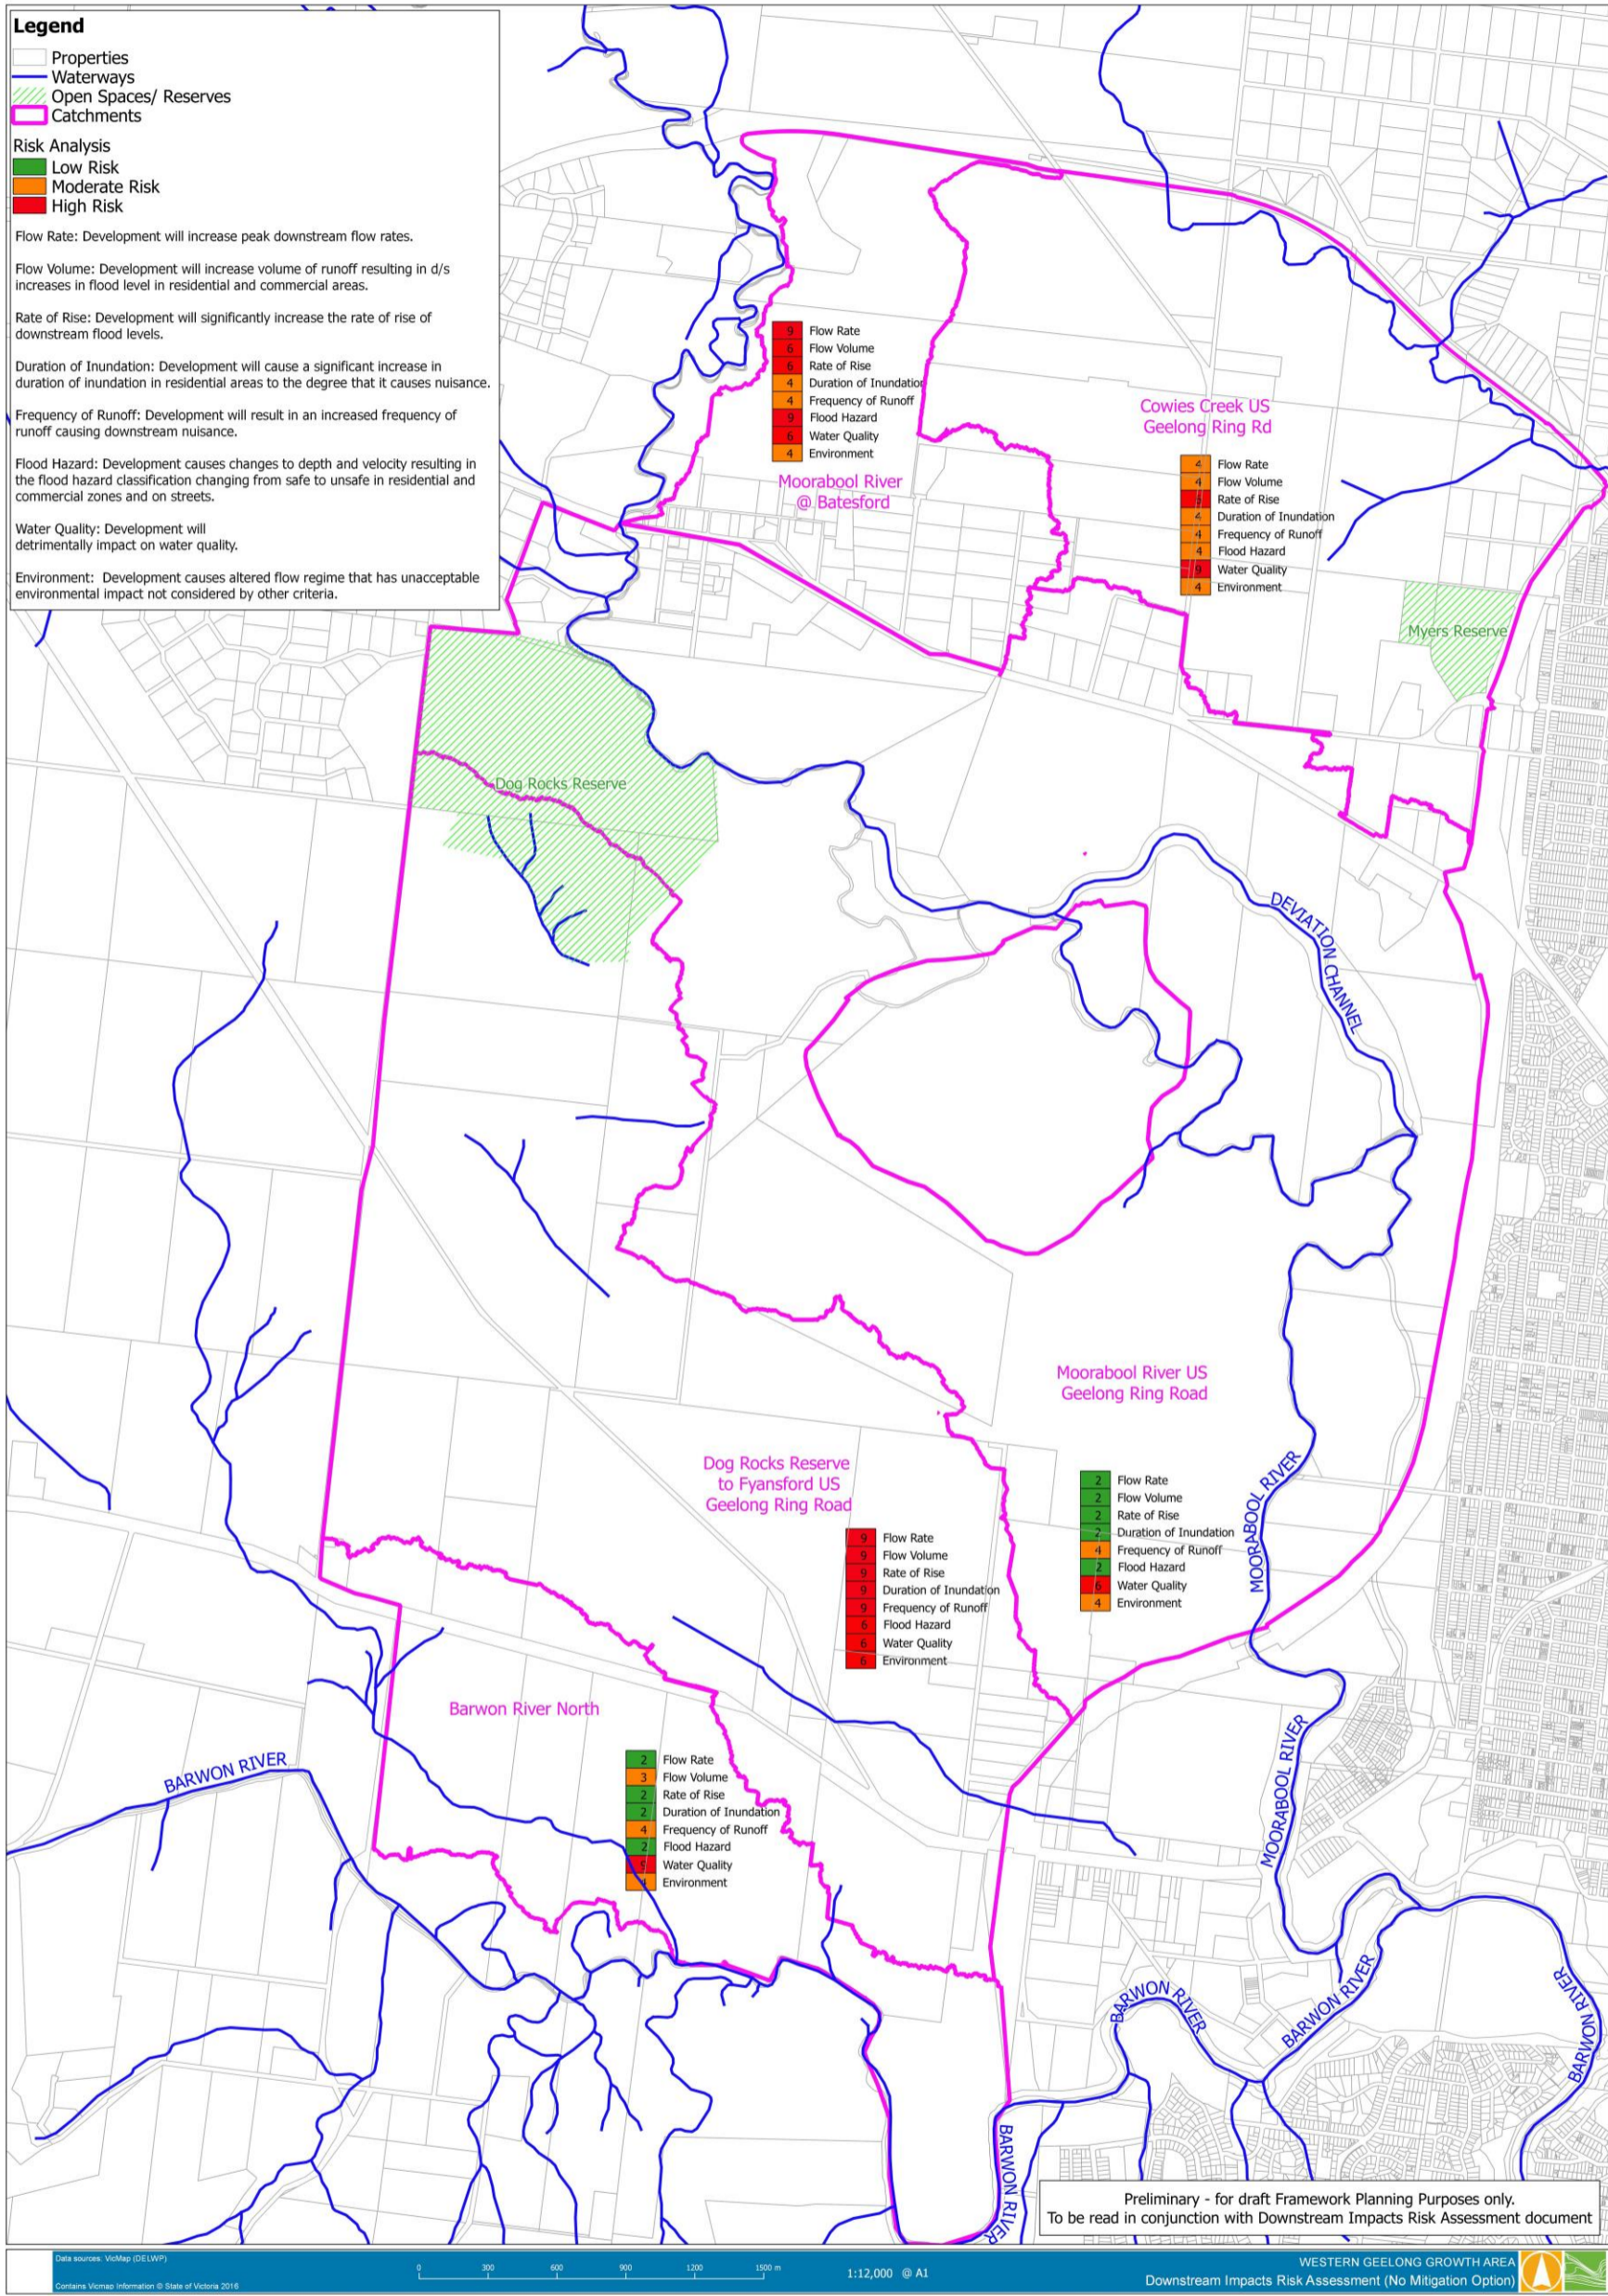 Legend
Properties
Waterways
Open Spaces/ Reserves
Catchments
Risk Analysis
Low Risk
Moderate Risk
High Risk
Flow Rate: Development will increase peak downstream flow rates.
Flow Volume: Development will increase volume of runoff resulting in d/s
increases in flood level in residential and commercial areas.
Rate of Rise: Development will significantly increase the rate of rise of
downstream flood levels.
Duration of Inundation: Development will cause a significant increase in
duration of inundation in residential areas to the degree that it causes nuisance.
Frequency of Runoff: Development will result in an increased frequency of
runoff causing downstream nuisance.
Flood Hazard: Development causes changes to depth and velocity resulting in
the flood hazard classification changing from safe to unsafe in residential and
commercial zones and on streets.
Water Quality: Development will
detrimentally impact on water quality.
Environment: Development causes altered flow regime that has unacceptable
environmental impact not considered by other criteria.
9 Flow Rate
6 Flow Volume
6 Rate of Rise
4 Duration of Inundation
4 Frequency of Runoff
9 Flood Hazard
6 Water Quality
4 Environment
Moorabool River
@ Batesford
Cowies Creek US
Geelong Ring Rd
4 Flow Rate
4 Flow Volume
Rate of Rise
4 Duration of Inundation
4 Frequency of Runoff
4 Flood Hazard
9 Water Quality
4 Environment
Myers Reserve
Dog Rocks Reserve
DEVIATION CHANNEL
Moorabool River US
Geelong Ring Road
2 Flow Rate
2 Flow Volume
2 Rate of Rise
2 Duration of Inundation
4 Frequency of Runoff
2 Flood Hazard
6 Water Quality
4 Environment
MOORABOOL RIVER
Dog Rocks Reserve
to Fyansford US
Geelong Ring Road
9 Flow Rate
9 Flow Volume
9 Rate of Rise
9 Duration of Inundation
9 Frequency of Runoff
6 Flood Hazard
6 Water Quality
6 Environment
Barwon River North
2 Flow Rate
3 Flow Volume
2 Rate of Rise
2 Duration of Inundation
4 Frequency of Runoff
2 Flood Hazard
9 Water Quality
4 Environment
BARWON RIVER
MOORABOOL RIVER
BARWON RIVER
BARWON RIVER
BARWON RIVER
BARWON RIVER
BARWON RIVER
RIVER
Preliminary - for draft Framework Planning Purposes only.
To be read in conjunction with Downstream Impacts Risk Assessment document
Data sources: VicMap (DELWP)
Contains Vicmap Information © State of Victoria 2016
0 300 600 900 1200 1500 m
1:12,000 @ A1
WESTERN GEELONG GROWTH AREA
Downstream Impacts Risk Assessment (No Mitigation Option)